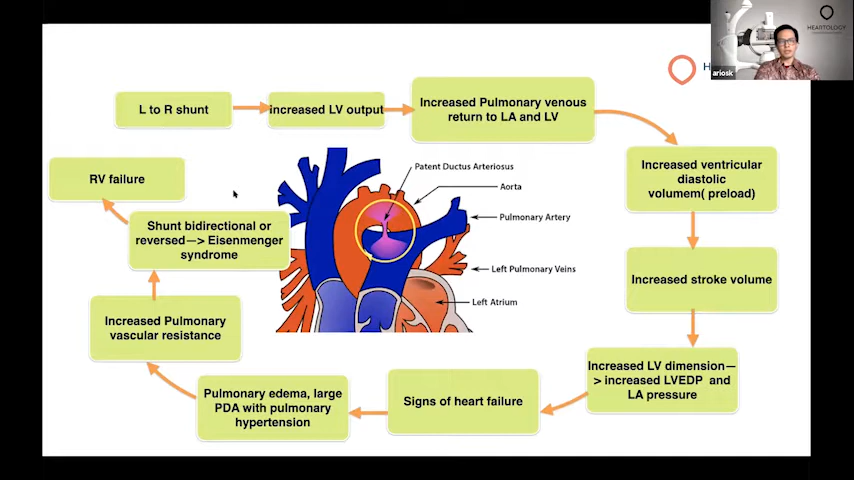 HEARTOLOGY
ariosk
H
L to R shunt
increased LV output
Increased Pulmonary venous
return to LA and LV
Increased ventricular
diastolic
volumem( preload)
Increased stroke volume
Increased LV dimension—
> increased LVEDP and
LA pressure
Signs of heart failure
Pulmonary edema, large
PDA with pulmonary
hypertension
Increased Pulmonary
vascular resistance
Shunt bidirectional or
reversed—> Eisenmenger
syndrome
RV failure
Patent Ductus Arteriosus
Aorta
Pulmonary Artery
Left Pulmonary Veins
Left Atrium